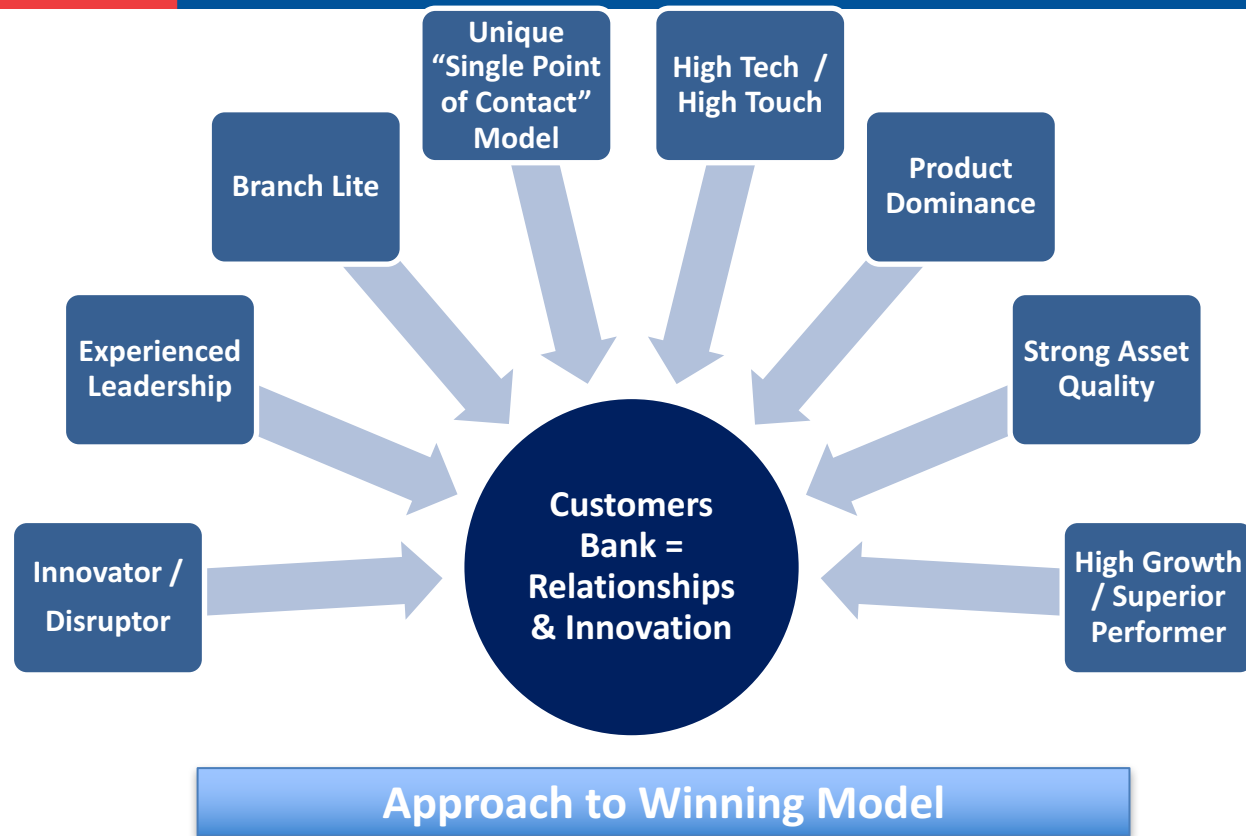 Unique
“Single Point
of Contact”
Model
High Tech /
High Touch
Branch Lite
Product
Dominance
Experienced
Leadership
Strong Asset
Quality
Innovator /
Disruptor
Customers
Bank =
Relationships
& Innovation
High Growth
/ Superior
Performer
Approach to Winning Model